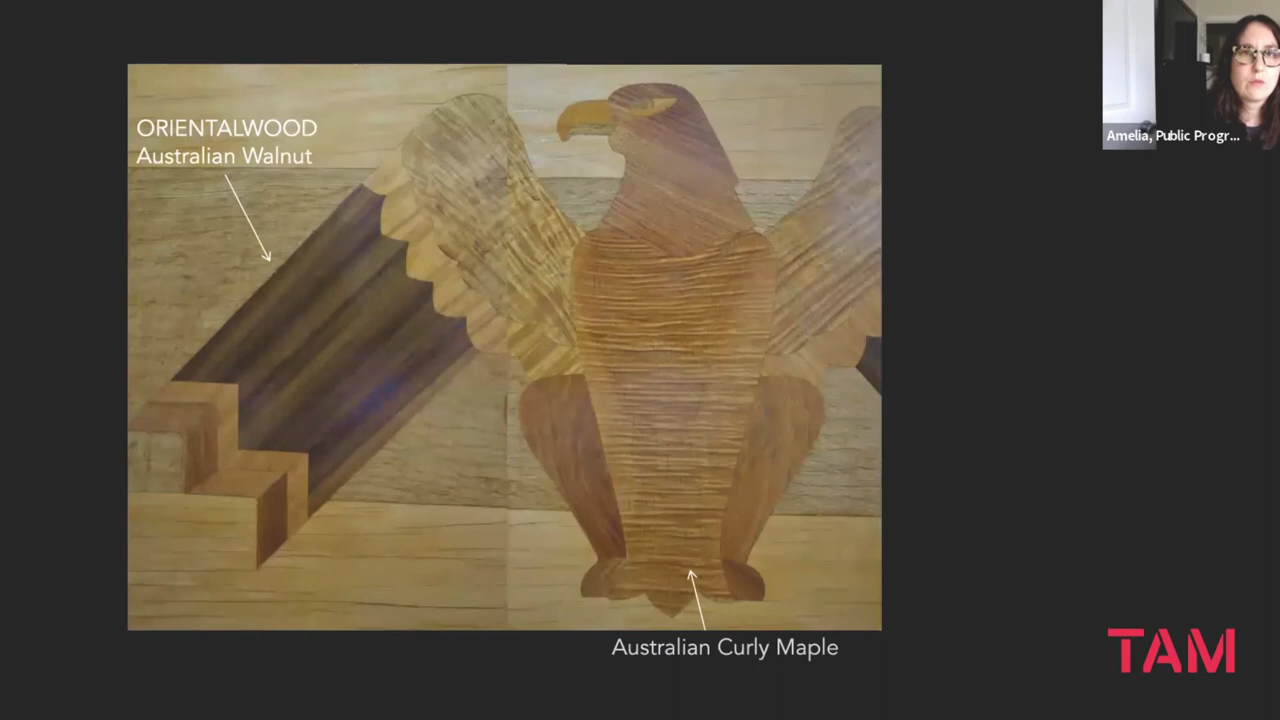 ORIENTALWOOD
Australian Walnut
Amelia, Public Progr...
Australian Curly Maple
TAM